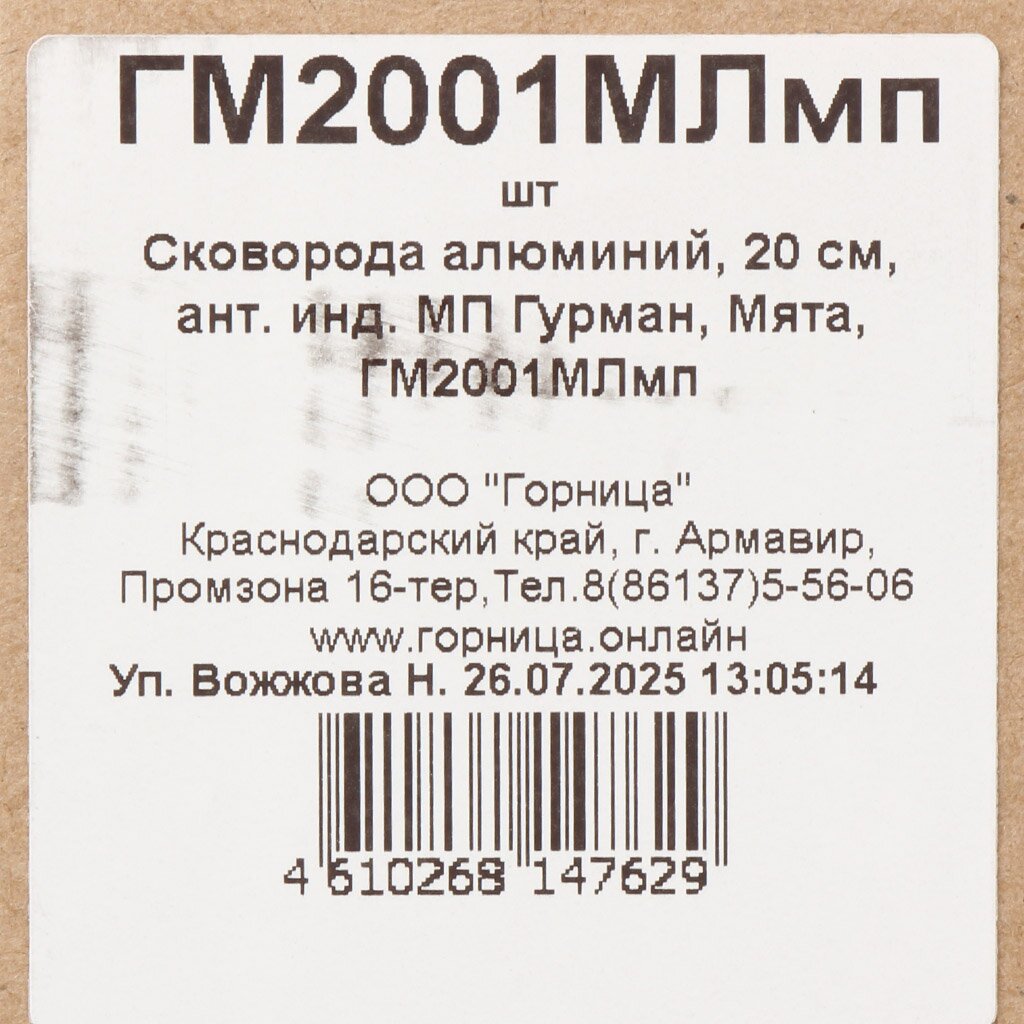 ГМ2001МЛмп
шт
Сковорода алюминий, 20 см,
ант. инд. МП Гурман, Мята,
ГМ2001МЛмп
ООО "Горница"
Краснодарский край, г. Армавир,
Промзона 16-тер,Тел.8(86137)5-56-06
www.горница.онлайн
Уп. Вожжова Н. 26.07.2025 13:05:14
4 610268 147629